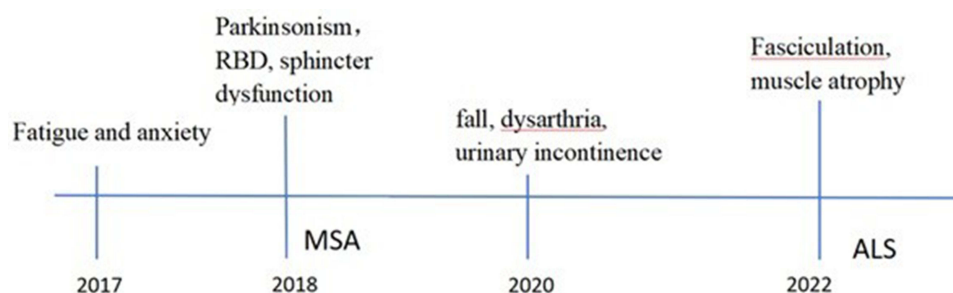 Fatigue and anxiety
Parkinsonism，
RBD, sphincter
dysfunction
fall, dysarthria,
urinary incontinence
Fasciculation,
muscle atrophy
MSA
ALS
2017
2018
2020
2022